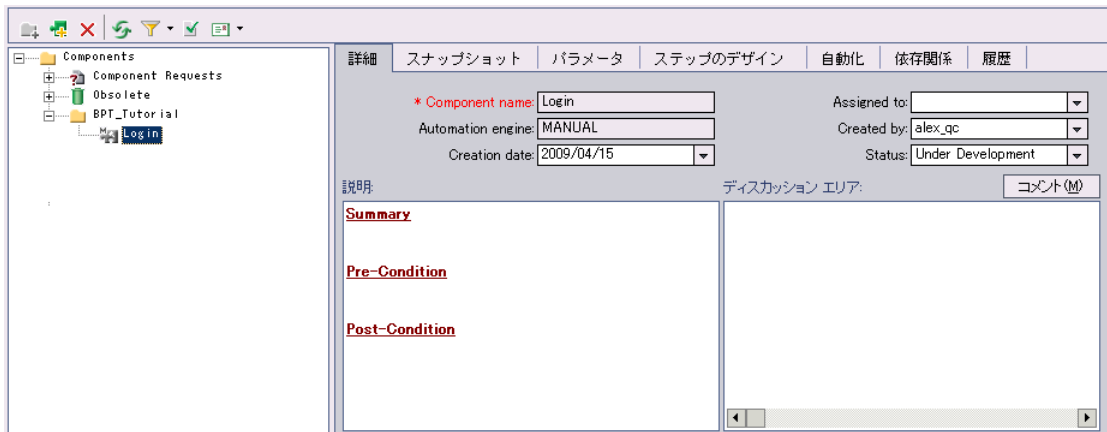 Components
Component Requests
Obsolete
BPT_Tutorial
Login
詳細 スナップショット パラメータ ステップのデザイン 自動化 依存関係 履歴
* Component name: Login Assigned to:
Automation engine: MANUAL Created by: alex_qc
Creation date: 2009/04/15 Status: Under Development
説明: ディスカッション エリア: コメント(M)
Summary
Pre-Condition
Post-Condition